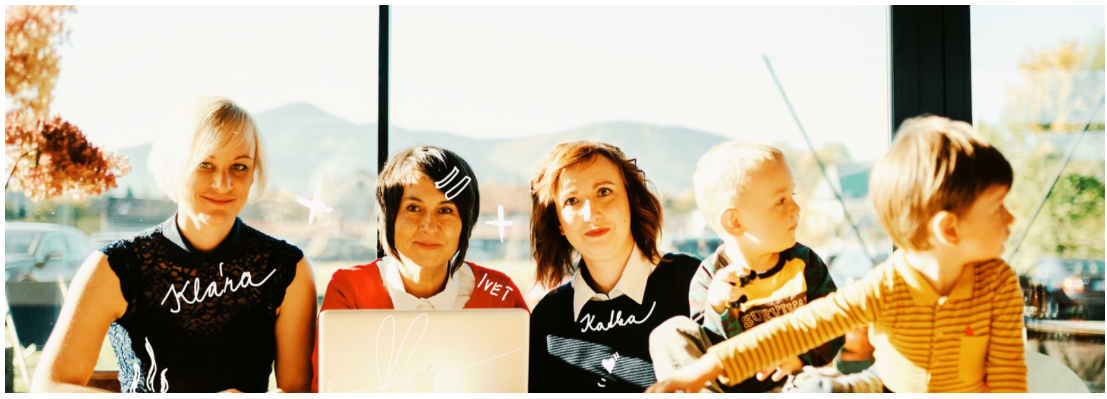 Klára
IVET
Katka
SURVIVAL